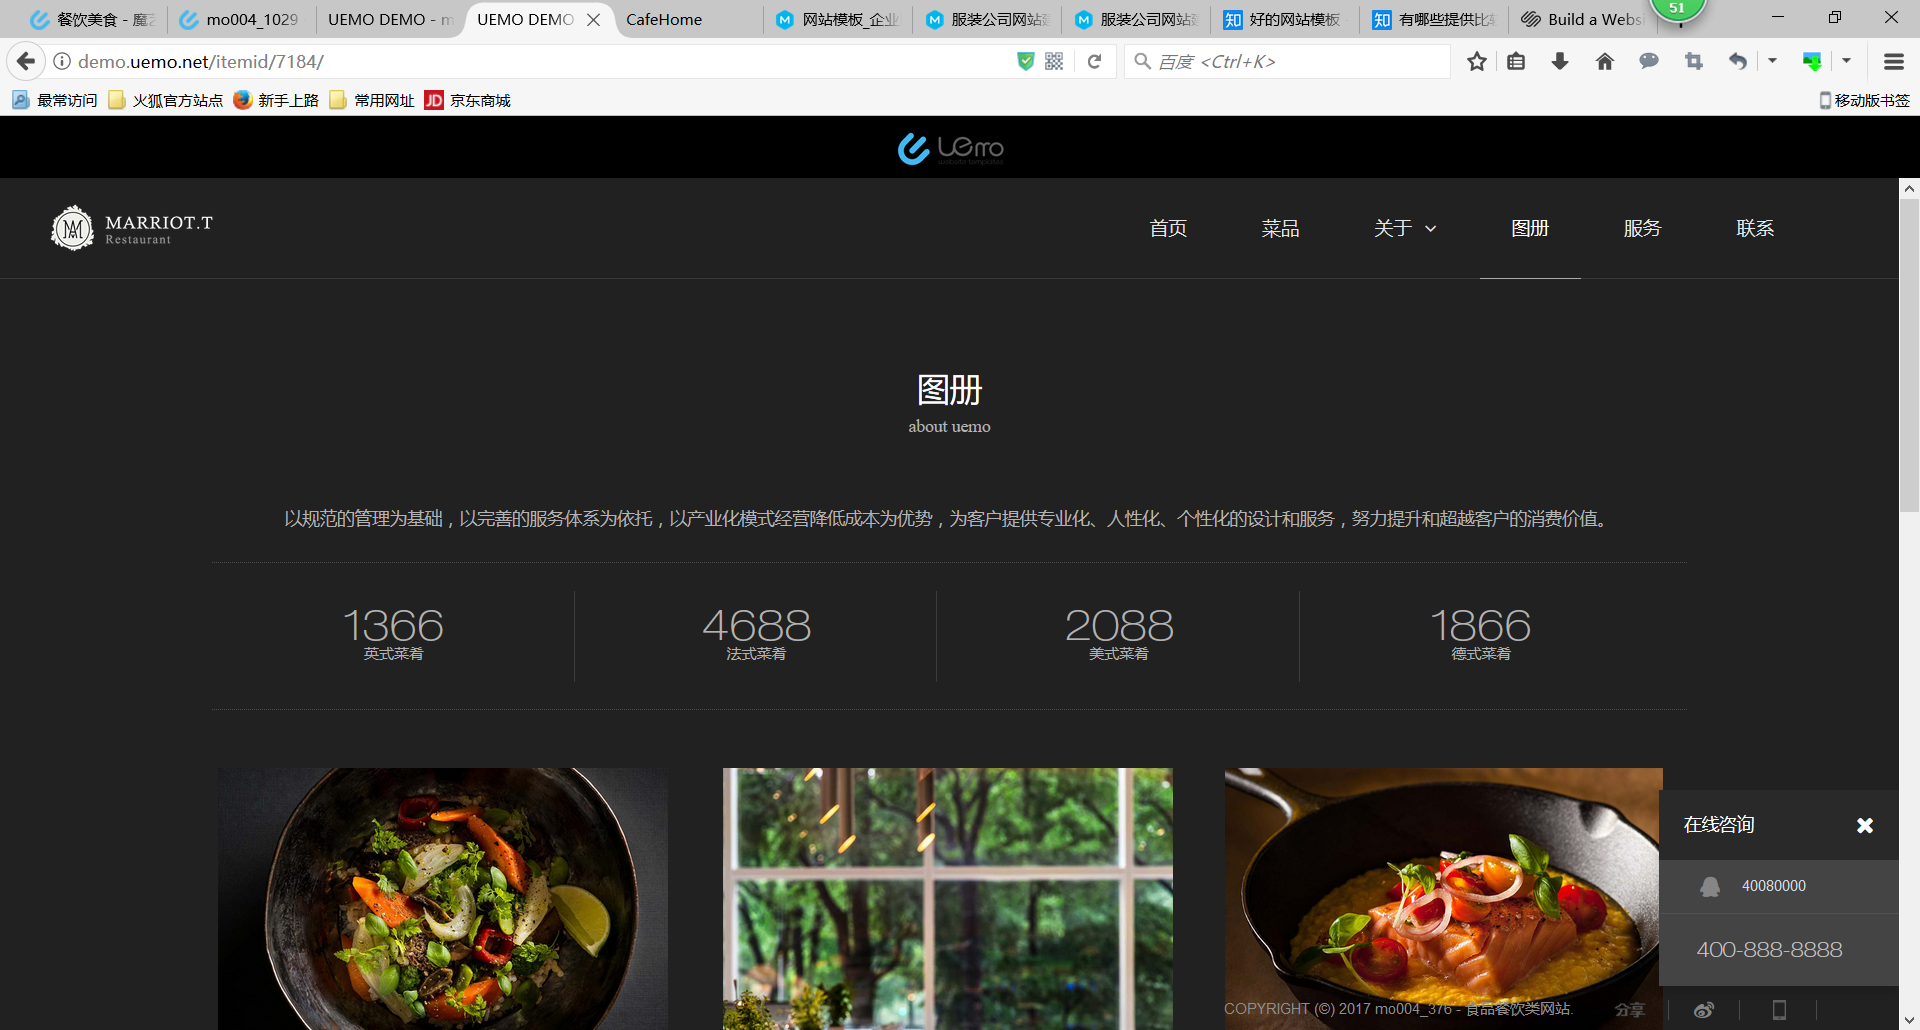 餐饮美食 - 魔
mo004_1029
UEMO DEMO - m
UEMO DEMO
CafeHome
网站模板_企业
服装公司网站建
服装公司网站建
好的网站模板
有哪些提供比较
Build a Websi
51
demo.uemo.net/itemid/7184/
百度 <Ctrl+K>
最常访问
火狐官方站点
新手上路
常用网址
JD
京东商城
移动版书签
uemo
website templates
MARRIOT.T
Restaurant
首页
菜品
关于
图册
服务
联系
图册
about uemo
以规范的管理为基础，以完善的服务体系为依托，以产业化模式经营降低成本为优势，为客户提供专业化、人性化、个性化的设计和服务，努力提升和超越客户的消费价值。
1366
英式菜肴
4688
法式菜肴
2088
美式菜肴
1866
德式菜肴
在线咨询
40080000
400-888-8888
COPYRIGHT (©) 2017 mo004_376 - 食品餐饮类网站.
分享